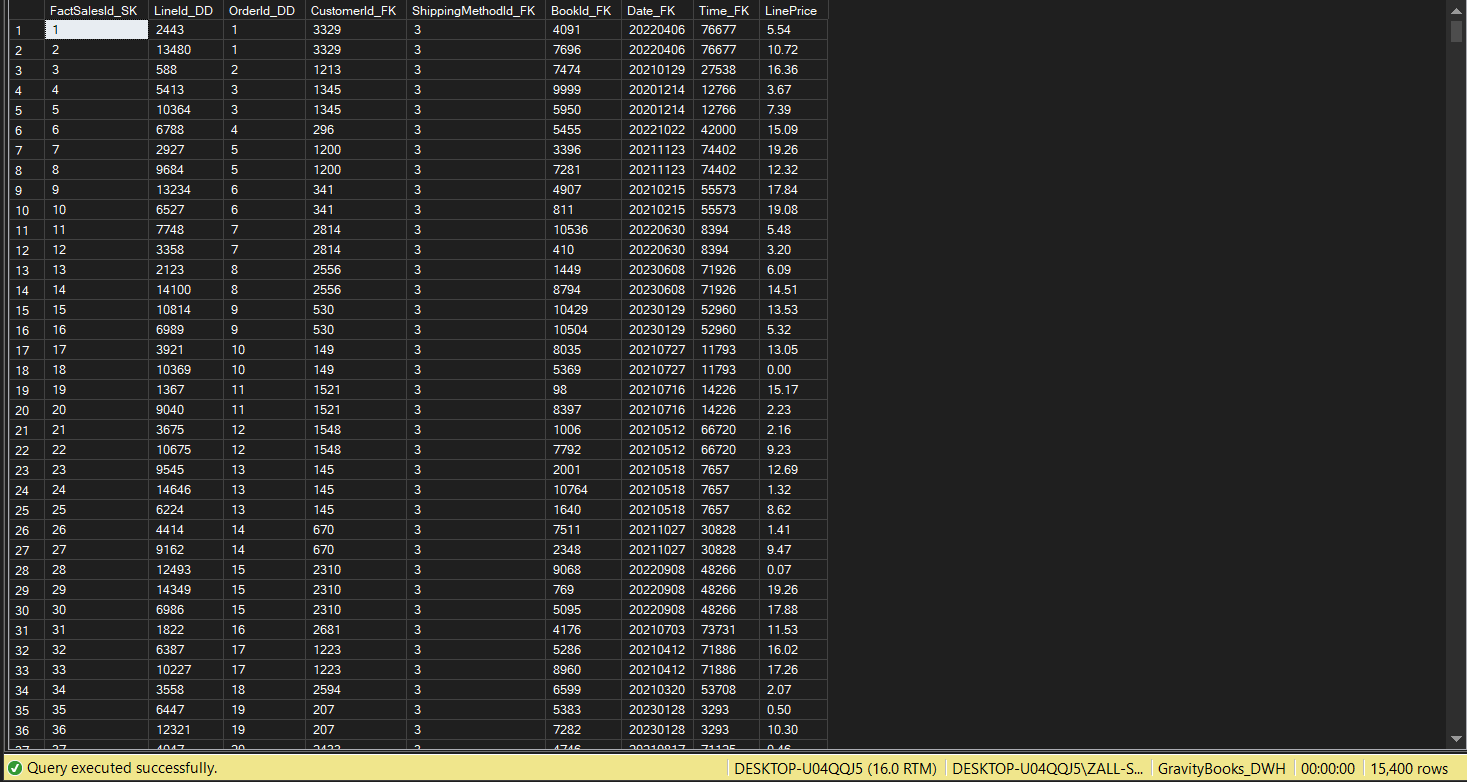 FactSalesId_SK LineId_DD OrderId_DD CustomerId_FK ShippingMethodId_FK BookId_FK Date_FK Time_FK LinePrice
1 1 2443 1 3329 3 4091 20220406 76677 5.54
2 2 13480 1 3329 3 7696 20220406 76677 10.72
3 3 588 2 1213 3 7474 20210129 27538 16.36
4 4 5413 3 1345 3 9999 20201214 12766 3.67
5 5 10364 3 1345 3 5950 20201214 12766 7.39
6 6 6788 4 296 3 5455 20221022 42000 15.09
7 7 2927 5 1200 3 3396 20211123 74402 19.26
8 8 9684 5 1200 3 7281 20211123 74402 12.32
9 9 13234 6 341 3 4907 20210215 55573 17.84
10 10 6527 6 341 3 811 20210215 55573 19.08
11 11 7748 7 2814 3 10536 20220630 8394 5.48
12 12 3358 7 2814 3 410 20220630 8394 3.20
13 13 2123 8 2556 3 1449 20230608 71926 6.09
14 14 14100 8 2556 3 8794 20230608 71926 14.51
15 15 10814 9 530 3 10429 20230129 52960 13.53
16 16 6989 9 530 3 10504 20230129 52960 5.32
17 17 3921 10 149 3 8035 20210727 11793 13.05
18 18 10369 10 149 3 5369 20210727 11793 0.00
19 19 1367 11 1521 3 98 20210716 14226 15.17
20 20 9040 11 1521 3 8397 20210716 14226 2.23
21 21 3675 12 1548 3 1006 20210512 66720 2.16
22 22 10675 12 1548 3 7792 20210512 66720 9.23
23 23 9545 13 145 3 2001 20210518 7657 12.69
24 24 14646 13 145 3 10764 20210518 7657 1.32
25 25 6224 13 145 3 1640 20210518 7657 8.62
26 26 4414 14 670 3 7511 20211027 30828 1.41
27 27 9162 14 670 3 2348 20211027 30828 9.47
28 28 12493 15 2310 3 9068 20220908 48266 0.07
29 29 14349 15 2310 3 769 20220908 48266 19.26
30 30 6986 15 2310 3 5095 20220908 48266 17.88
31 31 1822 16 2681 3 4176 20210703 73731 11.53
32 32 6387 17 1223 3 5286 20210412 71886 16.02
33 33 10227 17 1223 3 8960 20210412 71886 17.26
34 34 3558 18 2594 3 6599 20210320 53708 2.07
35 35 6447 19 207 3 5383 20230128 3293 0.50
36 36 12321 19 207 3 7282 20230128 3293 10.30
Query executed successfully. DESKTOP-U04QQJ5 (16.0 RTM) DESKTOP-U04QQJ5\ZALL-S... GravityBooks_DWH 00:00:00 15,400 rows